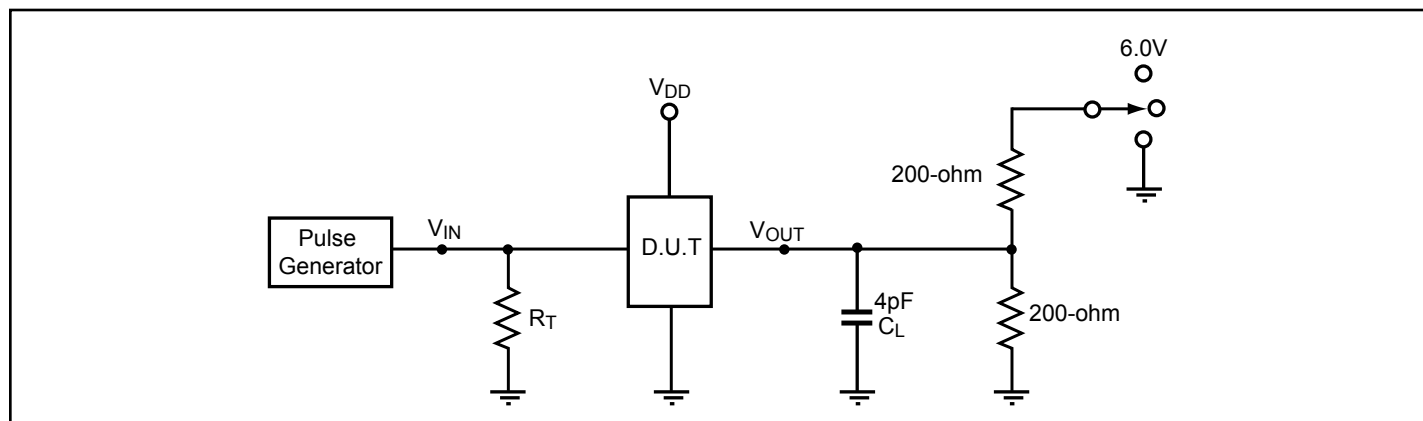 6.0V
VDD
200-ohm
Pulse
Generator
VIN
D.U.T
VOUT
RT
4pF
CL
200-ohm